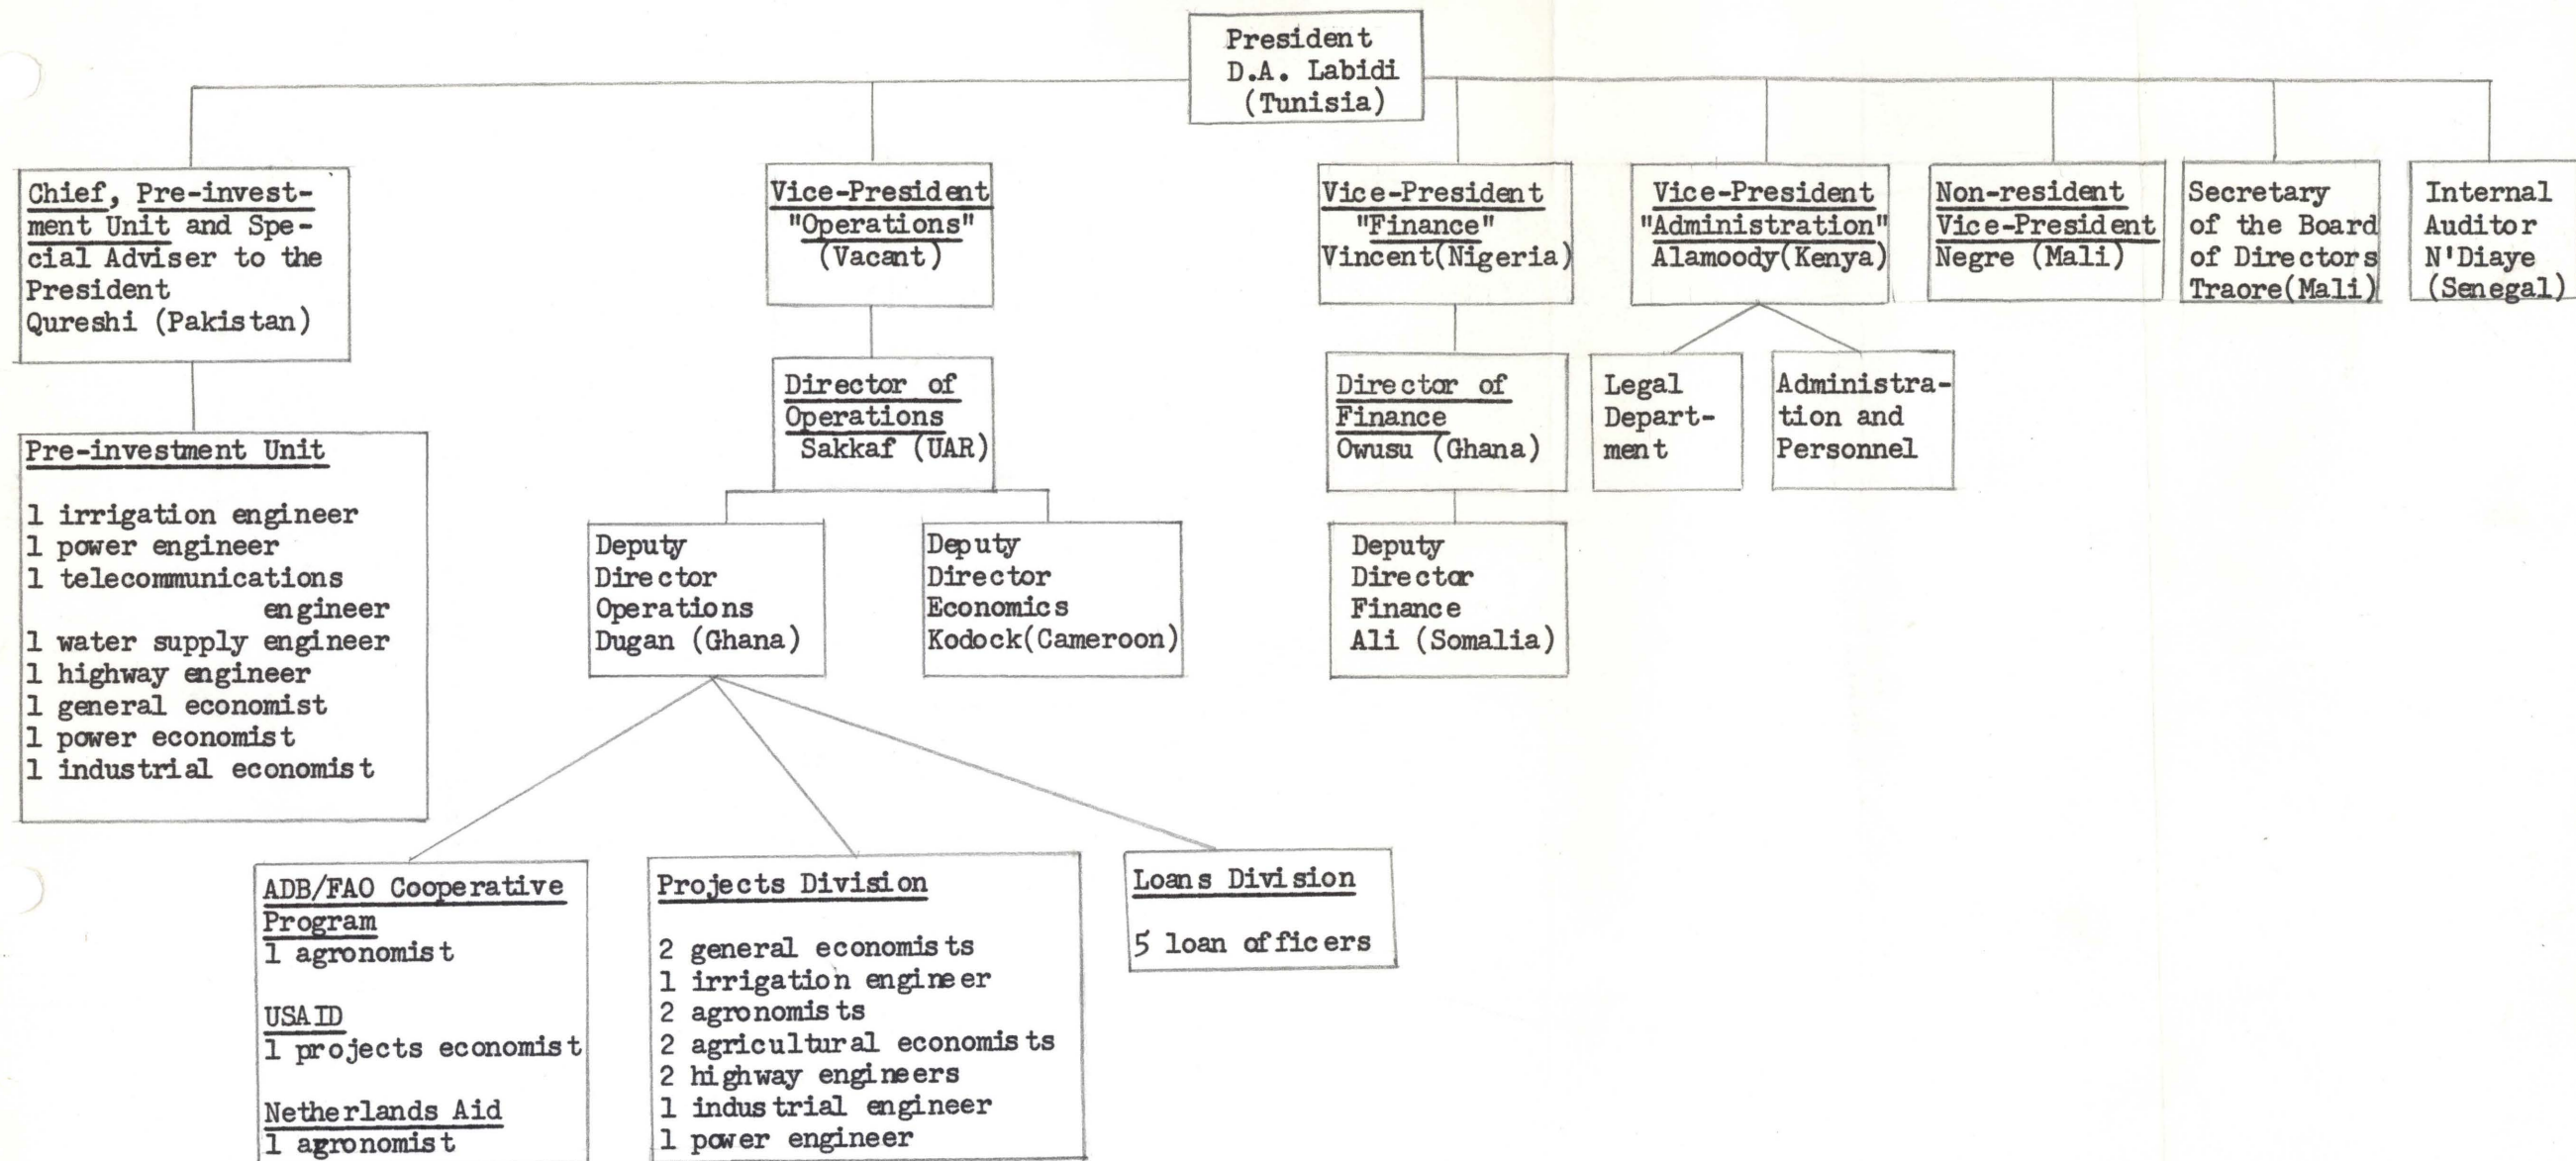 President
D.A. Labidi
(Tunisia)
Chief, Pre-invest-
ment Unit and Spe-
cial Adviser to the
President
Qureshi (Pakistan)
Vice-President
"Operations"
(Vacant)
Vice-President
"Finance"
Vincent(Nigeria)
Vice-President
"Administration"
Alamoody(Kenya)
Non-resident
Vice-President
Negre (Mali)
Secretary
of the Board
of Directors
Traore(Mali)
Internal
Auditor
N'Diaye
(Senegal)
Director of
Operations
Sakkaf (UAR)
Director of
Finance
Owusu (Ghana)
Legal
Depart-
ment
Administra-
tion and
Personnel
Pre-investment Unit
1 irrigation engineer
1 power engineer
1 telecommunications
engineer
1 water supply engineer
1 highway engineer
1 general economist
1 power economist
1 industrial economist
Deputy
Director
Operations
Dugan (Ghana)
Deputy
Director
Economics
Kodock(Cameroon)
Deputy
Director
Finance
Ali (Somalia)
ADB/FAO Cooperative
Program
1 agronomist
USAID
1 projects economist
Netherlands Aid
1 agronomist
Projects Division
2 general economists
1 irrigation engineer
2 agronomists
2 agricultural economists
2 highway engineers
1 industrial engineer
1 power engineer
Loans Division
5 loan officers